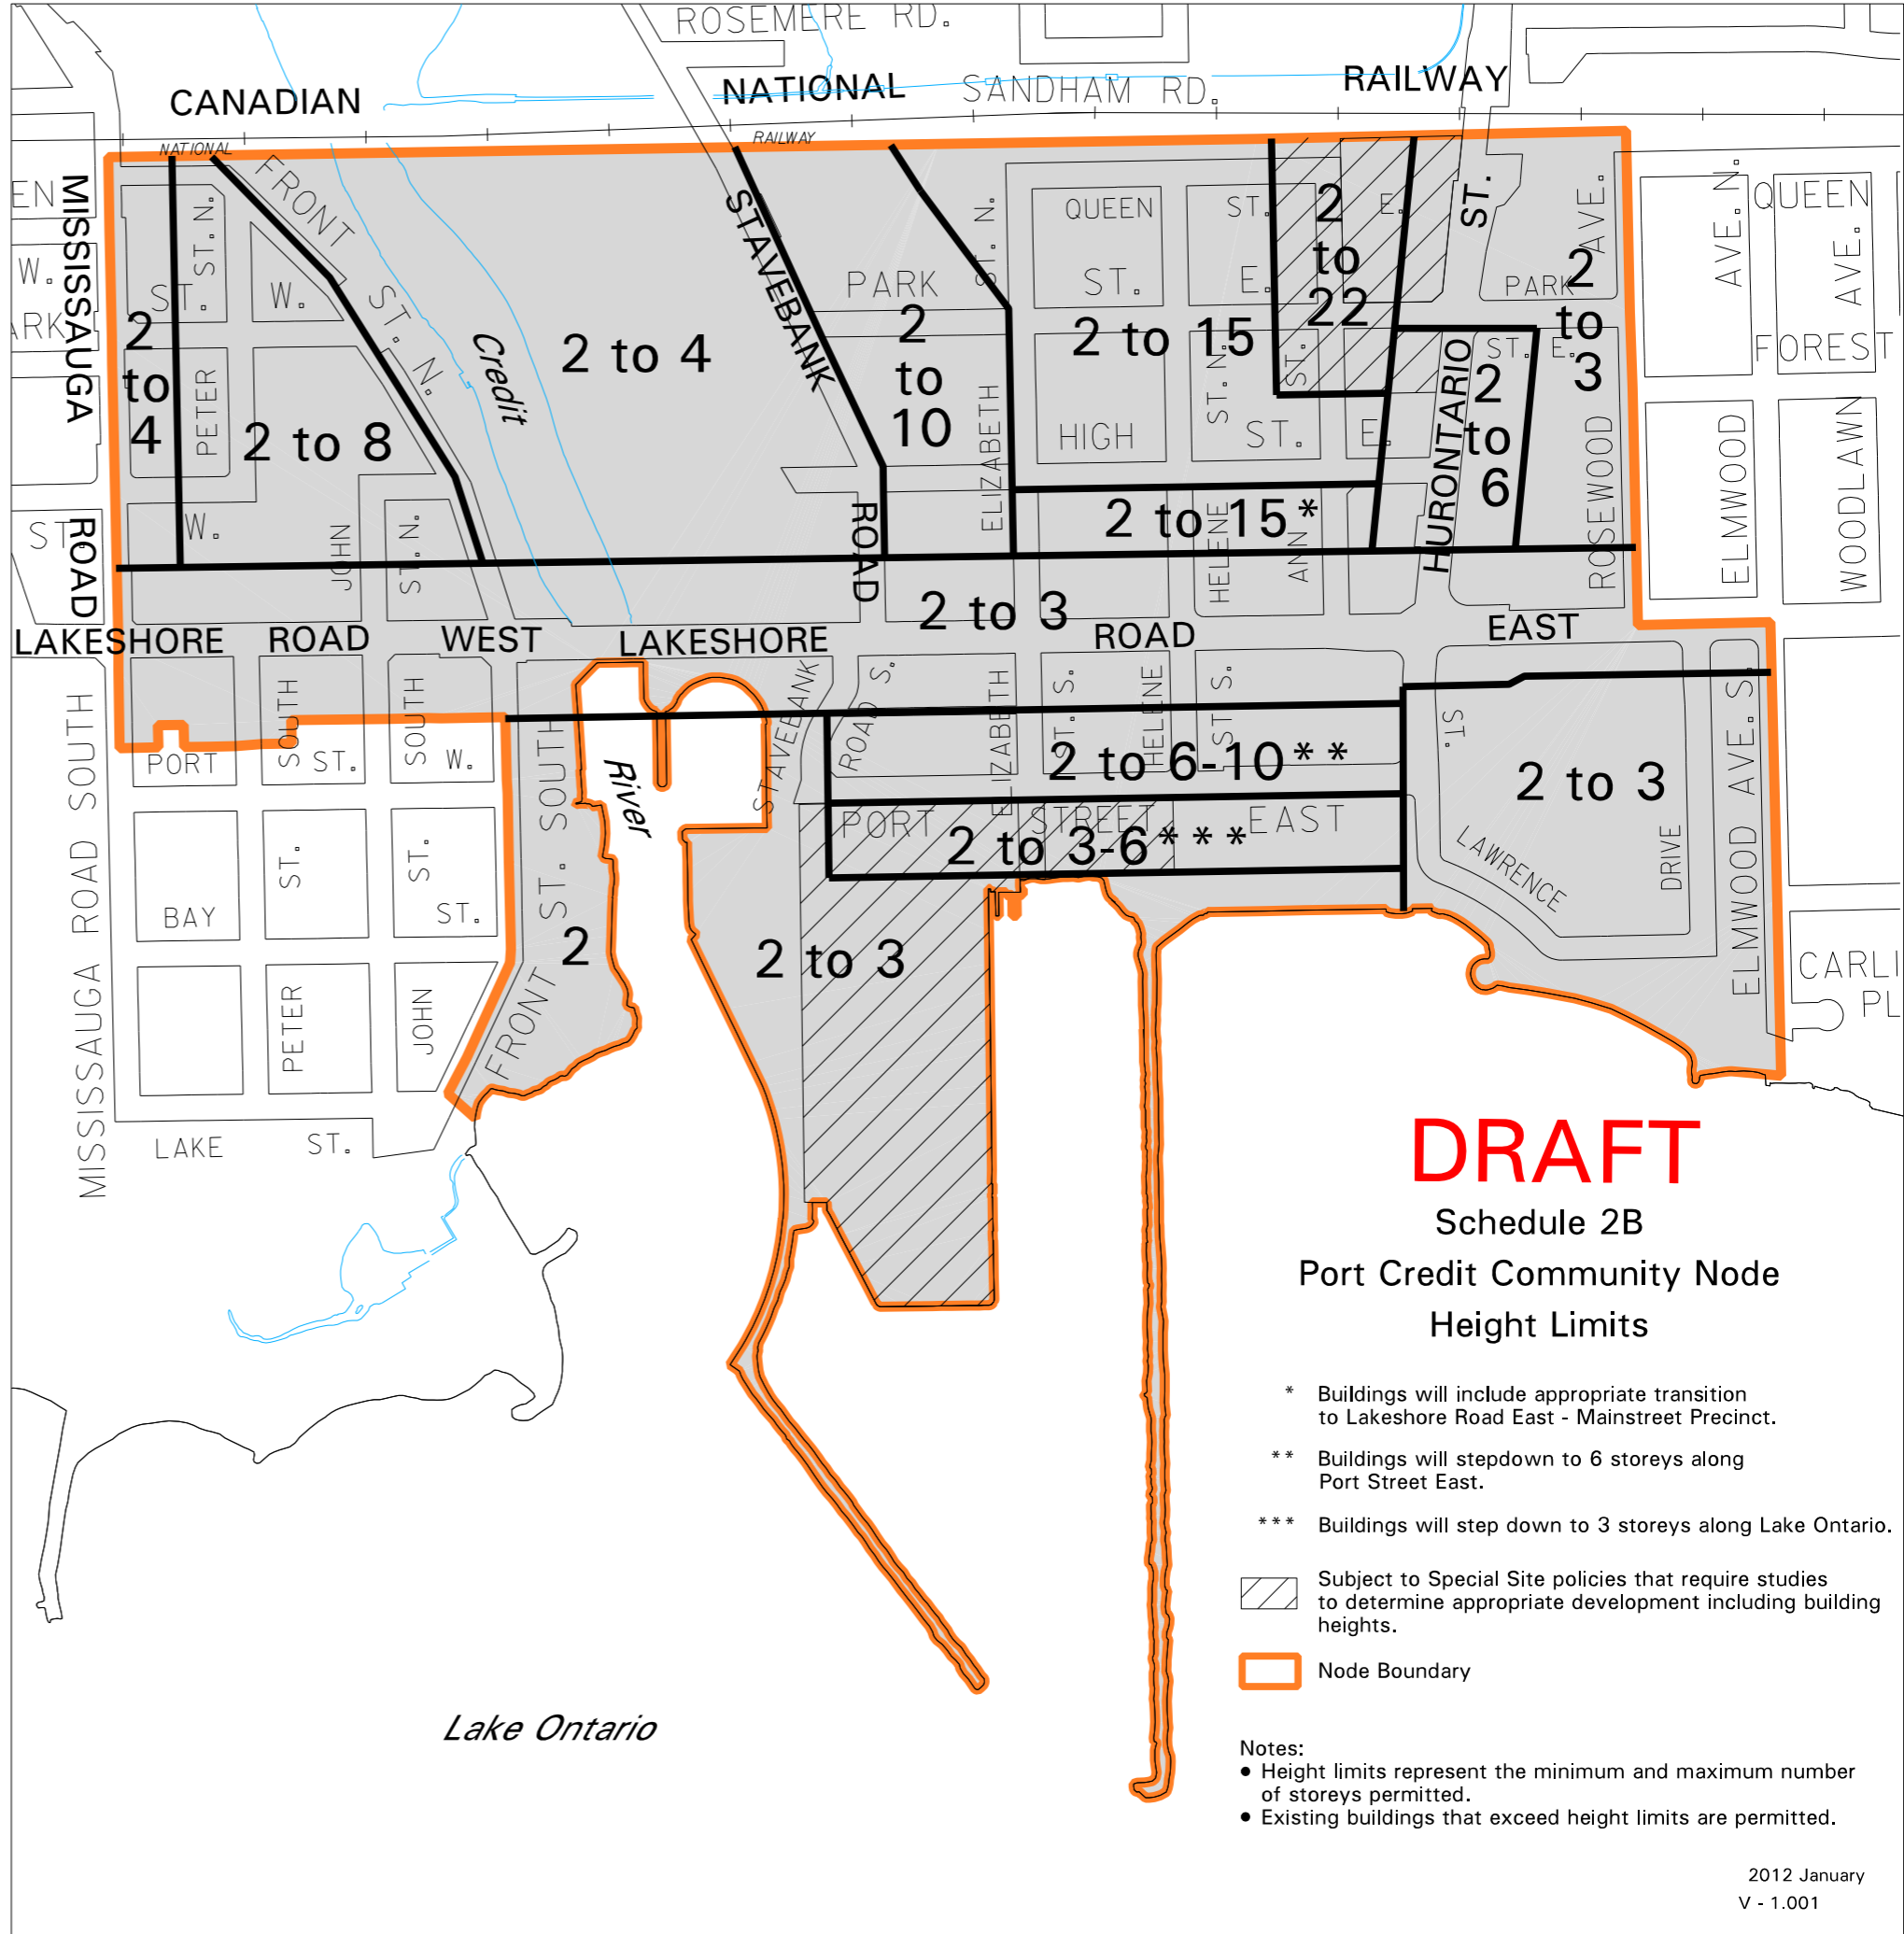 ROSEMERE RD.
CANADIAN NATIONAL RAILWAY
SANDHAM RD.
NATIONAL
RAILWAY
MISSISSAUGA
ROAD
FRONT
ST. N.
PETER
ST. N.
ST.
W.
W.
JOHN
ST. N.
2
to
4
2 to 8
Credit
2 to 4
STAVEBANK
ROAD
PARK
2
to
10
ELIZABETH
ST. N.
QUEEN
ST.
E.
ST.
E.
2 to 15
HIGH
ST.
E.
ST. N.
ST.
2
to
22
2 to 15*
HELENE
ANN
HURONTARIO
ST.
PARK
ST. E.
AVE.
2
to
3
2
to
6
ROSEWOOD
QUEEN
AVE. N.
AVE.
FOREST
ELMWOOD
WOODLAWN
W.
ST.
LAKESHORE ROAD WEST
LAKESHORE ROAD EAST
2 to 3
PORT
ST.
W.
SOUTH
SOUTH
ST.
ST.
BAY
ST.
PETER
JOHN
LAKE
ST.
MISSISSAUGA ROAD SOUTH
FRONT
ST. SOUTH
2
River
STAVEBANK
ROAD S.
ELIZABETH
ST. S.
HELENE
ST. S.
2 to 6-10**
PORT STREET EAST
2 to 3-6***
2 to 3
ST.
LAWRENCE
DRIVE
2 to 3
ELMWOOD AVE. S.
DRAFT
Schedule 2B
Port Credit Community Node
Height Limits
* Buildings will include appropriate transition
to Lakeshore Road East - Mainstreet Precinct.
** Buildings will stepdown to 6 storeys along
Port Street East.
*** Buildings will step down to 3 storeys along Lake Ontario.
Subject to Special Site policies that require studies
to determine appropriate development including building
heights.
Node Boundary
Lake Ontario
Notes:
● Height limits represent the minimum and maximum number
of storeys permitted.
● Existing buildings that exceed height limits are permitted.
2012 January
V - 1.001